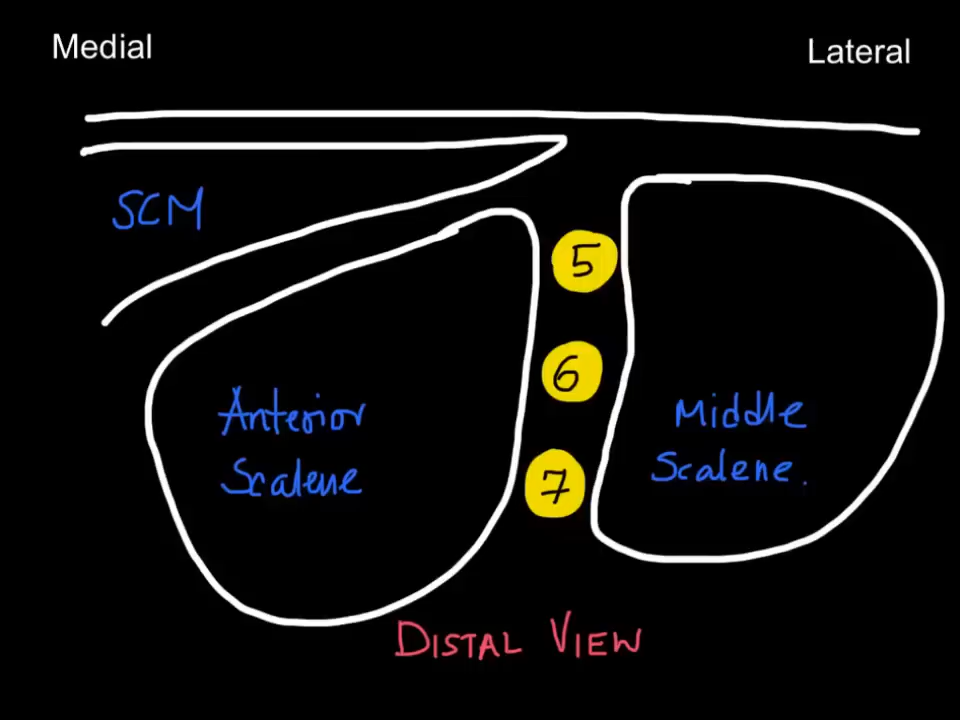 Medial
Lateral
SCM
5
6
7
Anterior
Scalene
Middle
Scalene.
DISTAL VIEW